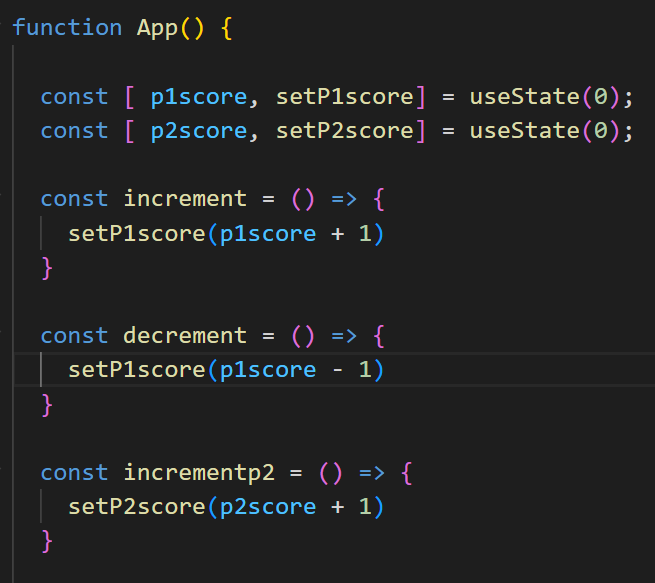 function App() {
const [ p1score, setP1score] = useState(0);
const [ p2score, setP2score] = useState(0);
const increment = () => {
setP1score(p1score + 1)
}
const decrement = () => {
setP1score(p1score - 1)
}
const incrementp2 = () => {
setP2score(p2score + 1)
}